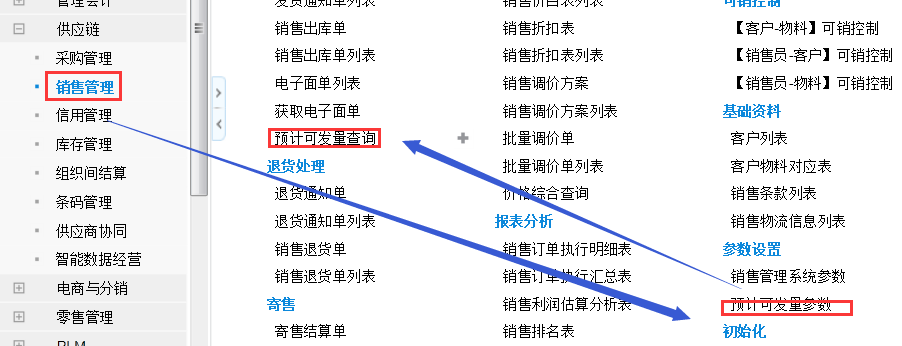 管理会计
供应链
采购管理
销售管理
信用管理
库存管理
组织间结算
条码管理
供应商协同
智能数据经营
电商与分销
零售管理
PLM
发货通知单列表
销售出库单
销售出库单列表
电子面单列表
获取电子面单
预计可发量查询
退货处理
退货通知单
退货通知单列表
销售退货单
销售退货单列表
寄售
寄售结算单
销售价目表列表
销售折扣表
销售折扣表列表
销售调价方案
销售调价方案列表
批量调价单
批量调价单列表
价格综合查询
报表分析
销售订单执行明细表
销售订单执行汇总表
销售利润估算分析表
销售排名表
可销控制
【客户-物料】可销控制
【销售员-客户】可销控制
【销售员-物料】可销控制
基础资料
客户列表
客户物料对应表
销售条款列表
销售物流信息列表
参数设置
销售管理系统参数
预计可发量参数
初始化